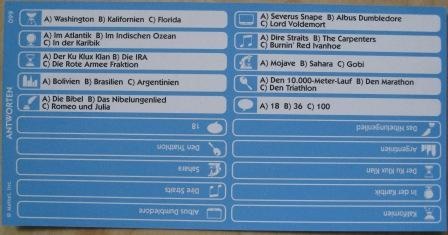 099
A) Washington B) Kalifornien C) Florida
A) Im Atlantik B) Im Indischen Ozean
C) In der Karibik
A) Der Ku Klux Klan B) Die IRA
C) Die Rote Armee Fraktion
A) Bolivien B) Brasilien C) Argentinien
A) Die Bibel B) Das Nibelungenlied
C) Romeo und Julia
A) Severus Snape B) Albus Dumbledore
C) Lord Voldemort
A) Dire Straits B) The Carpenters
C) Burnin' Red Ivanhoe
A) Mojave B) Sahara C) Gobi
A) Den 10.000-Meter-Lauf B) Den Marathon
C) Den Triathlon
A) 18 B) 36 C) 100
ANTWORTEN
18
Den Triathlon
Sahara
Dire Straits
Albus Dumbledore
Das Nibelungenlied
Argentinien
Der Ku Klux Klan
In der Karibik
Kalifornien
© Mattel, Inc.